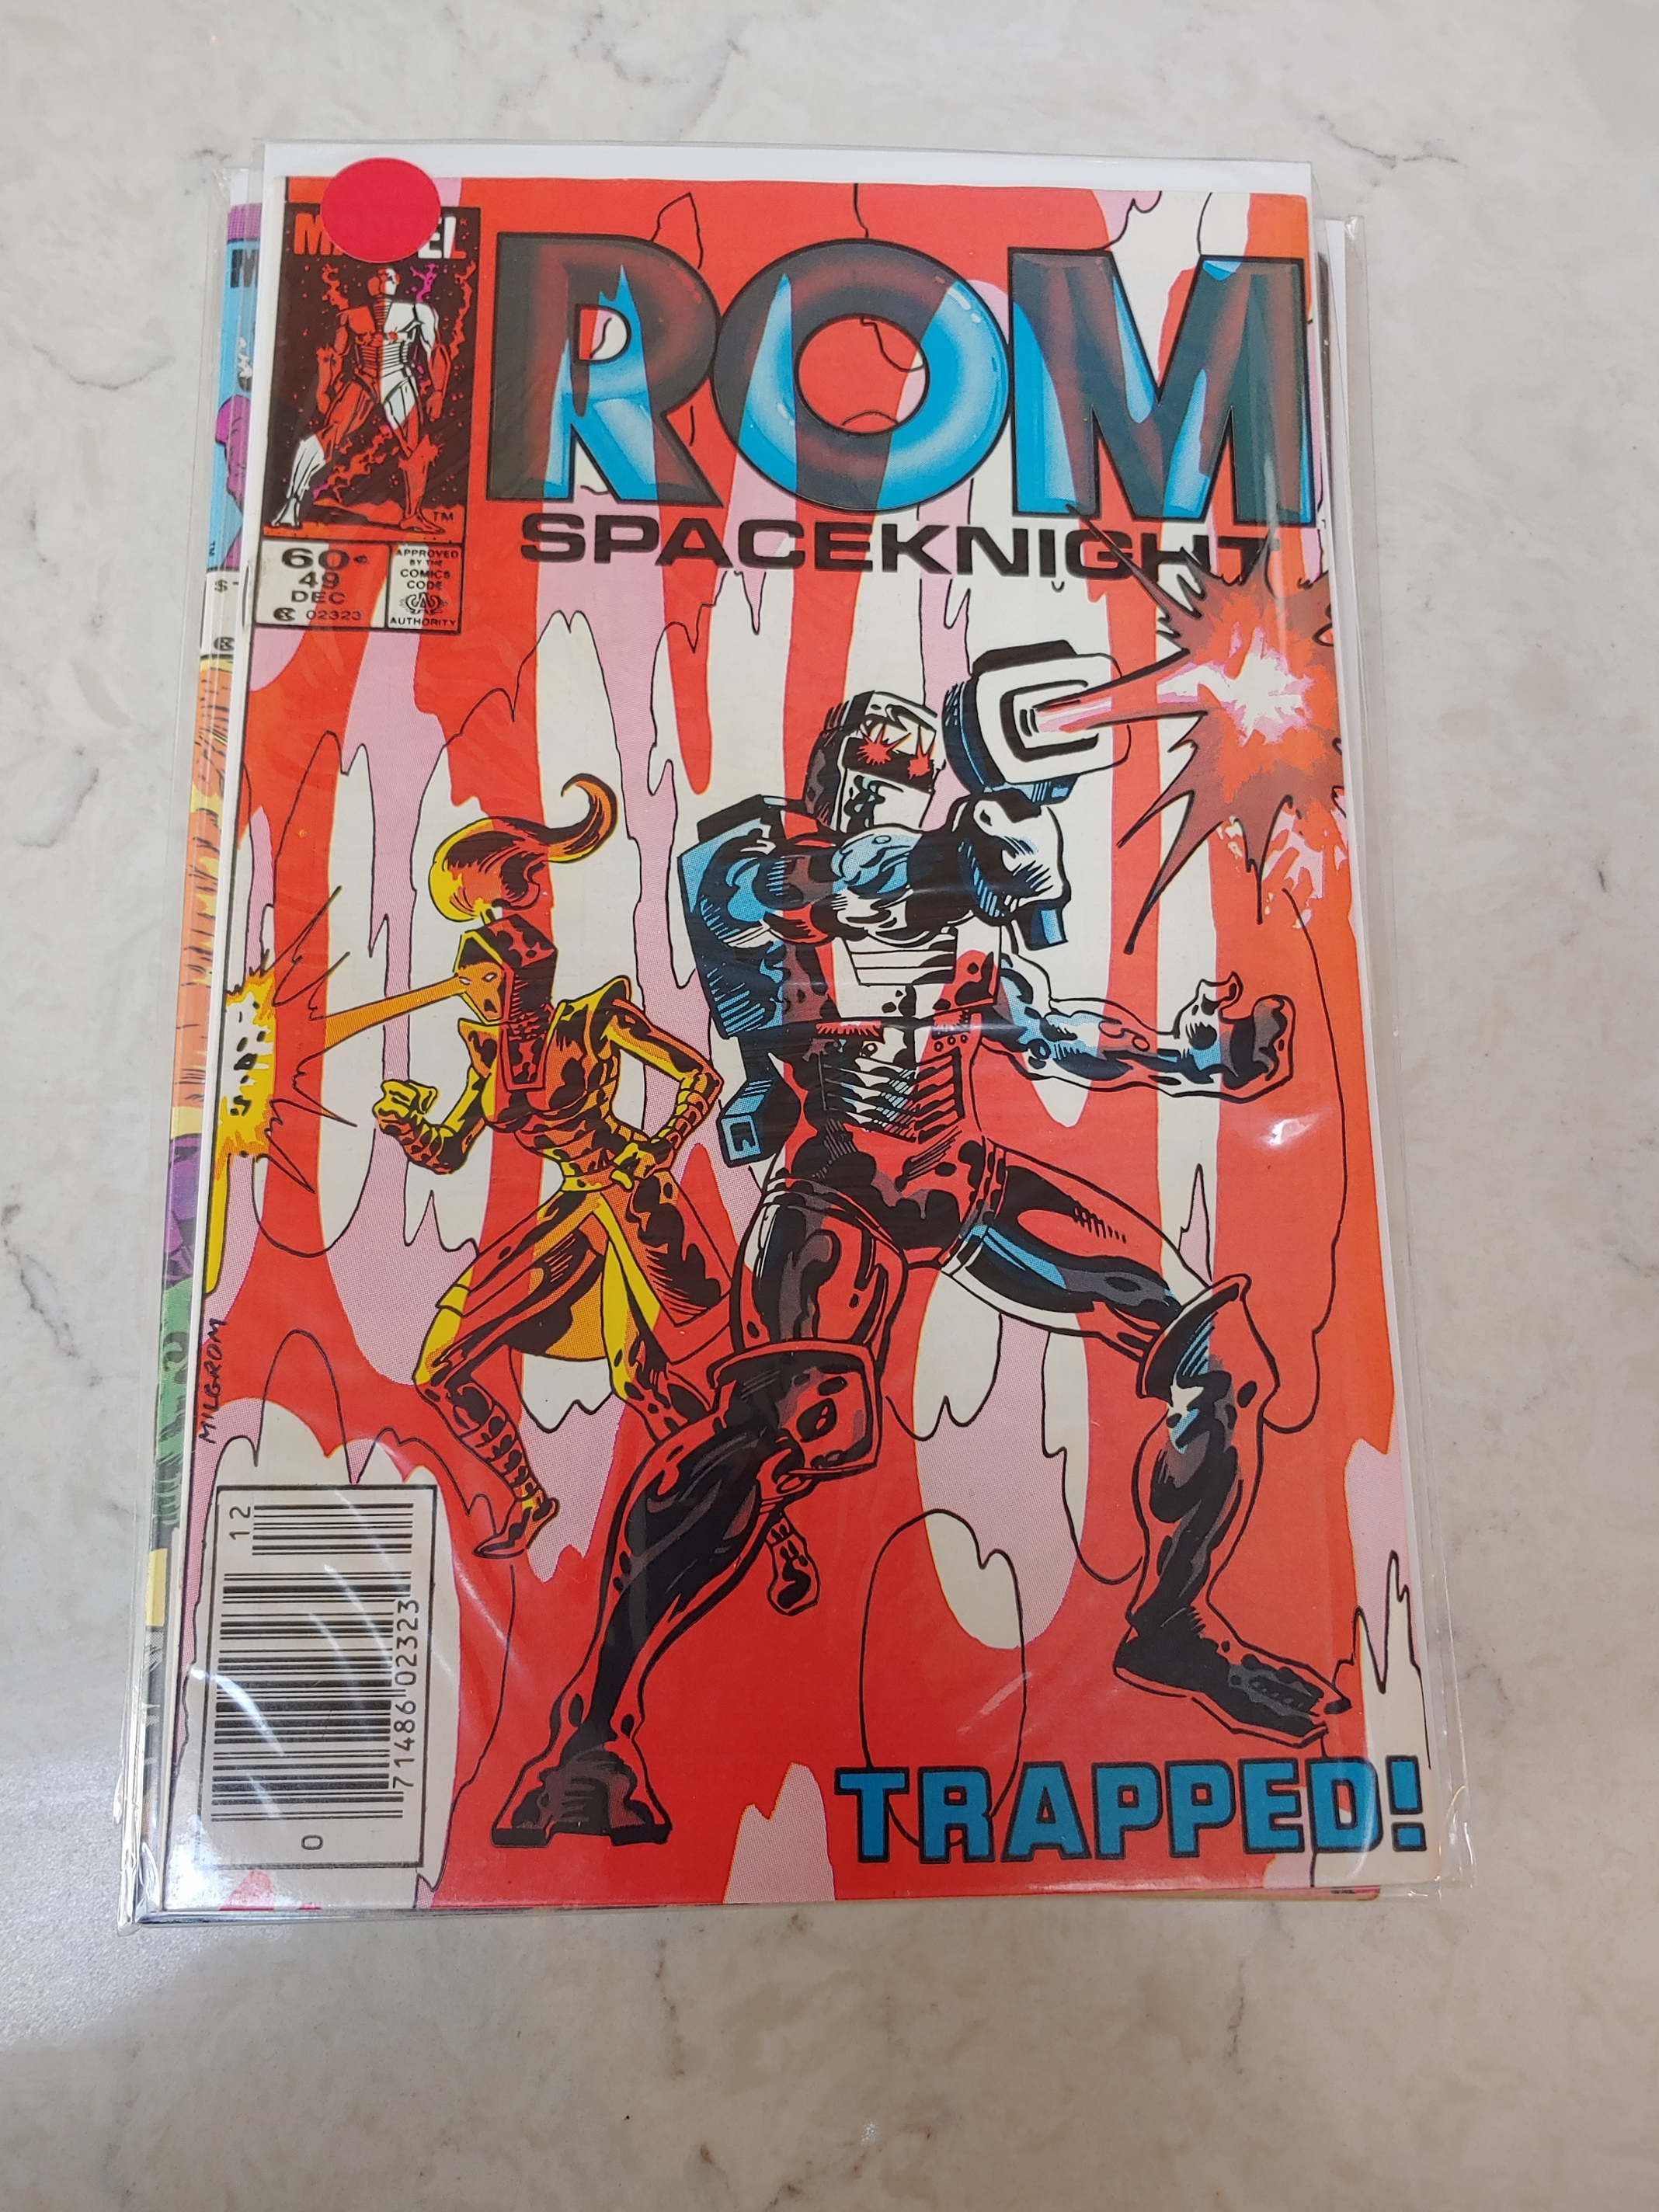 ROM
SPACEKNIGHT
60¢
49
DEC
02323
APPROVED
BY THE
COMICS
CODE
AUTHORITY
TM
MILGROM
12
71486 02323
0
TRAPPED!